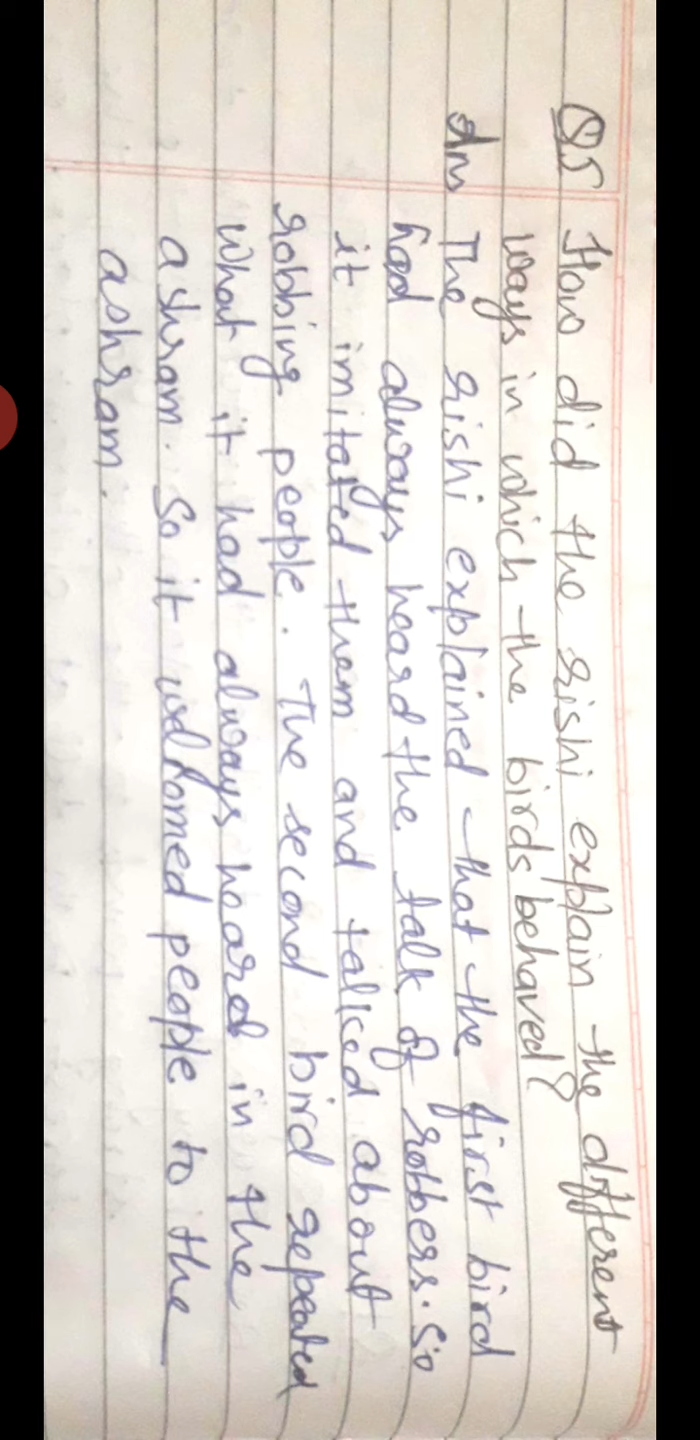 Q5 How did the rishi explain the different
ways in which the birds behaved?
Ans The rishi explained that the first bird
had always heard the talk of robbers. So
it imitated them and talked about
robbing people. The second bird repeated
what it had always heard in the
ashram. So it welcomed people to the
ashram.